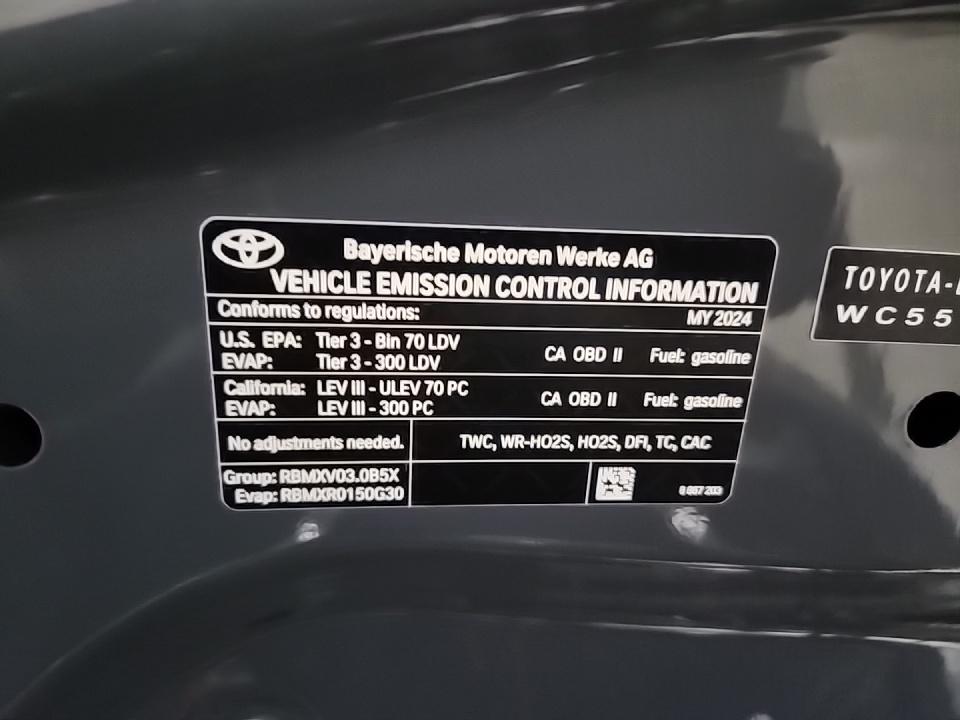 Bayerische Motoren Werke AG
VEHICLE EMISSION CONTROL INFORMATION
Conforms to regulations: MY 2024
U.S. EPA: Tier 3 - Bin 70 LDV
EVAP: Tier 3 - 300 LDV
CA OBD II Fuel: gasoline
California: LEV III - ULEV 70 PC
EVAP: LEV III - 300 PC
CA OBD II Fuel: gasoline
No adjustments needed. TWC, WR-HO2S, HO2S, DFI, TC, CAC
Group: RBMXV03.0B5X
Evap: RBMXR0150G30
TOYOTA-
WC55